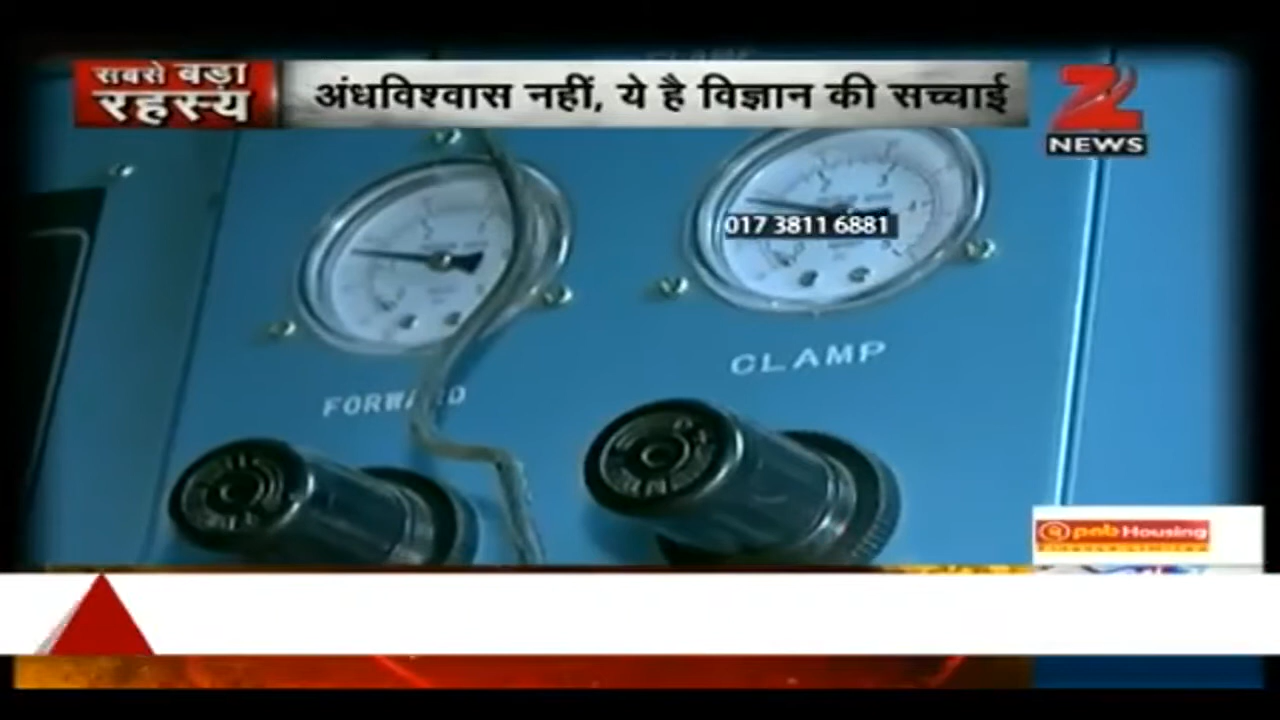 सबसे बड़ा
रहस्य
अंधविश्वास नहीं, ये है विज्ञान की सच्चाई
Z
NEWS
017 3811 6881
CLAMP
FORWARD
pnb Housing